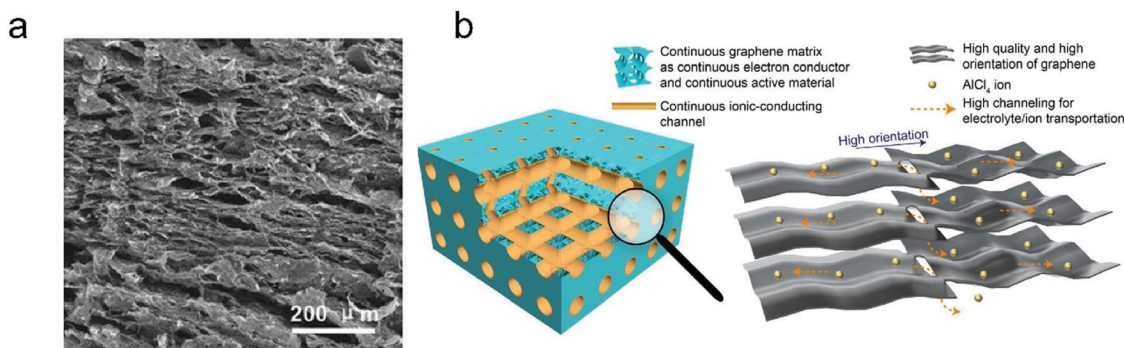 a
200 μm
b
Continuous graphene matrix
as continuous electron conductor
and continuous active material
Continuous ionic-conducting
channel
High quality and high
orientation of graphene
AlCl₄ ion
High channeling for
electrolyte/ion transportation
High orientation